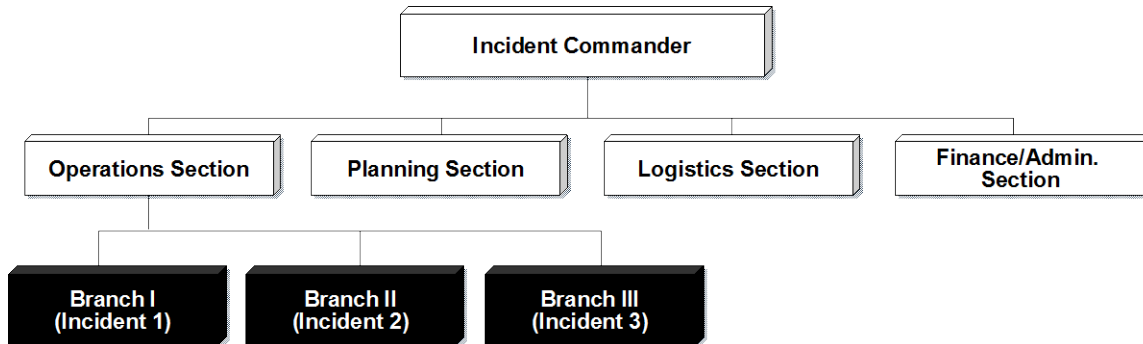 Incident Commander
Operations Section
Planning Section
Logistics Section
Finance/Admin.
Section
Branch I
(Incident 1)
Branch II
(Incident 2)
Branch III
(Incident 3)